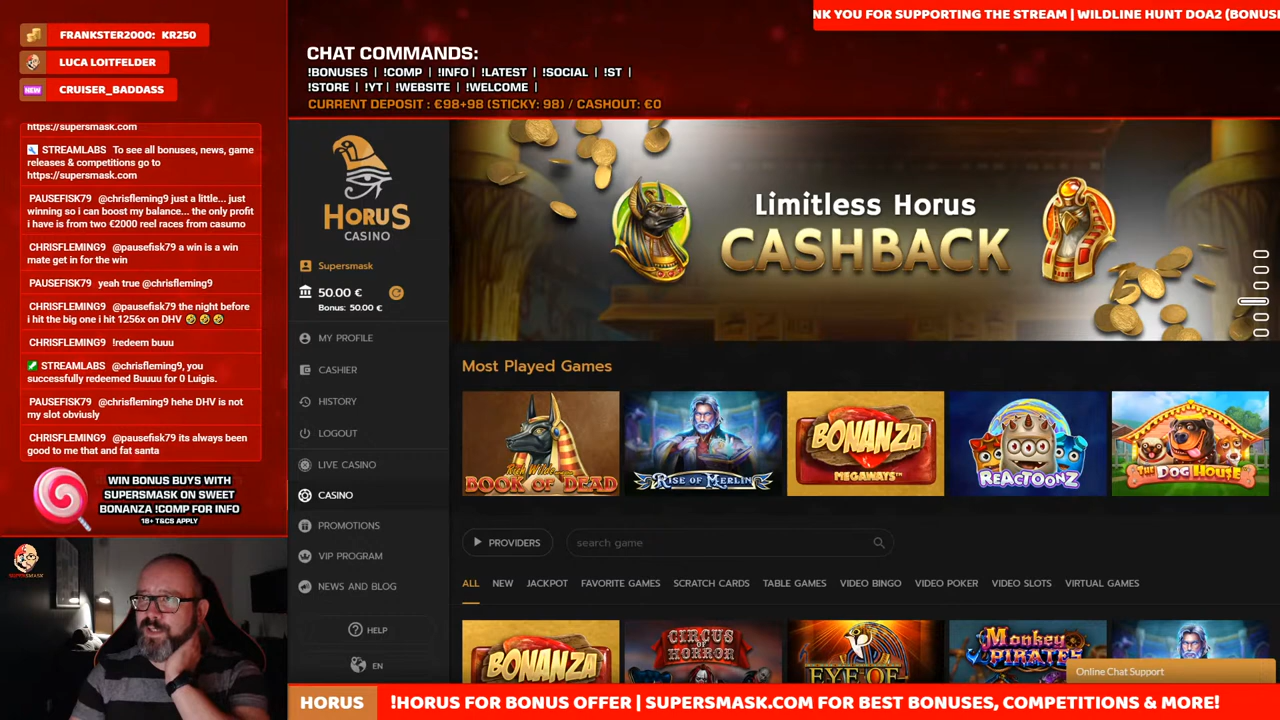 FRANKSTER2000: KR250
LUCA LOITFELDER
NEW
CRUISER_BADDASS
https://supersmask.com
STREAMLABS To see all bonuses, news, game
releases & competitions go to
https://supersmask.com
PAUSEFISK79 @chrisfleming9 just a little... just
winning so i can boost my balance... the only profit
i have is from two €2000 reel races from casumo
CHRISFLEMING9 @pausefisk79 a win is a win
mate get in for the win
PAUSEFISK79 yeah true @chrisfleming9
CHRISFLEMING9 @pausefisk79 the night before
i hit the big one i hit 1256x on DHV 🤣 🤣 🤣
CHRISFLEMING9 !redeem buuu
STREAMLABS @chrisfleming9, you
successfully redeemed Buuuu for 0 Luigis.
PAUSEFISK79 @chrisfleming9 hehe DHV is not
my slot obviusly
CHRISFLEMING9 @pausefisk79 its always been
good to me that and fat santa
WIN BONUS BUYS WITH
SUPERSMASK ON SWEET
BONANZA !COMP FOR INFO
18+ T&CS APPLY
SUPERSMASK
NK YOU FOR SUPPORTING THE STREAM | WILDLINE HUNT DOA2 (BONUS
CHAT COMMANDS:
!BONUSES | !COMP | !INFO | !LATEST | !SOCIAL | !ST |
!STORE | !YT | !WEBSITE | !WELCOME |
CURRENT DEPOSIT : €98+98 (STICKY: 98) / CASHOUT: €0
HORUS
CASINO
Supersmask
50.00 €
Bonus: 50.00 €
MY PROFILE
CASHIER
HISTORY
LOGOUT
LIVE CASINO
CASINO
PROMOTIONS
VIP PROGRAM
NEWS AND BLOG
HELP
EN
Limitless Horus
CASHBACK
Most Played Games
Rich Wilde
BOOK OF DEAD
RISE OF MERLIN
BONANZA
MEGAWAYS™
REACTOONZ
THE DOG HOUSE
PROVIDERS
search game
ALL NEW JACKPOT FAVORITE GAMES SCRATCH CARDS TABLE GAMES VIDEO BINGO VIDEO POKER VIDEO SLOTS VIRTUAL GAMES
BONANZA
CIRCUS
OF
HORROR
EYE OF
MONKEY
PIRATES
Online Chat Support
HORUS
!HORUS FOR BONUS OFFER | SUPERSMASK.COM FOR BEST BONUSES, COMPETITIONS & MORE!